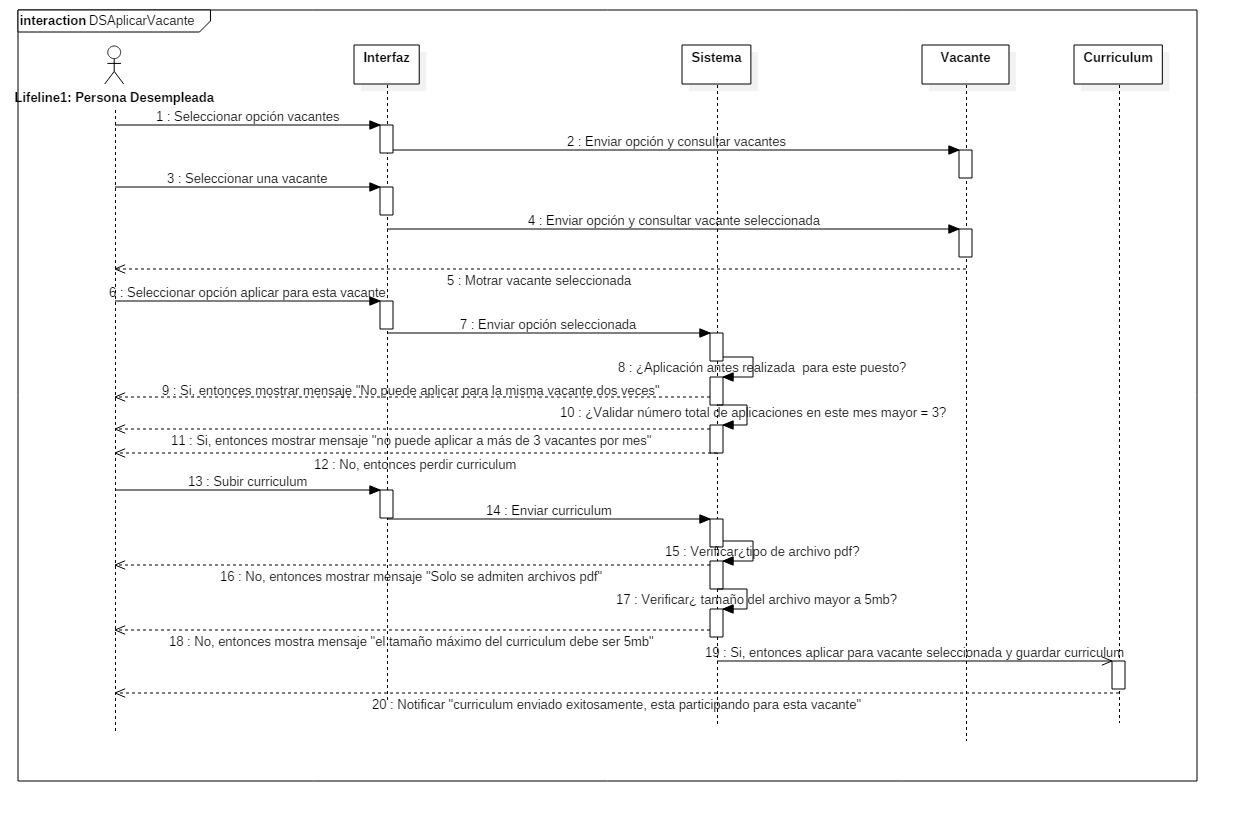 interaction DSAplicarVacante
Interfaz
Sistema
Vacante
Curriculum
Lifeline1: Persona Desempleada
1 : Seleccionar opción vacantes
2 : Enviar opción y consultar vacantes
3 : Seleccionar una vacante
4 : Enviar opción y consultar vacante seleccionada
5 : Motrar vacante seleccionada
6 : Seleccionar opción aplicar para esta vacante
7 : Enviar opción seleccionada
8 : ¿Aplicación antes realizada  para este puesto?
9 : Si, entonces mostrar mensaje "No puede aplicar para la misma vacante dos veces"
10 : ¿Validar número total de aplicaciones en este mes mayor = 3?
11 : Si, entonces mostrar mensaje "no puede aplicar a más de 3 vacantes por mes"
12 : No, entonces perdir curriculum
13 : Subir curriculum
14 : Enviar curriculum
15 : Verificar¿tipo de archivo pdf?
16 : No, entonces mostrar mensaje "Solo se admiten archivos pdf"
17 : Verificar¿ tamaño del archivo mayor a 5mb?
18 : No, entonces mostra mensaje "el tamaño máximo del curriculum debe ser 5mb"
19 : Si, entonces aplicar para vacante seleccionada y guardar curriculum
20 : Notificar "curriculum enviado exitosamente, esta participando para esta vacante"